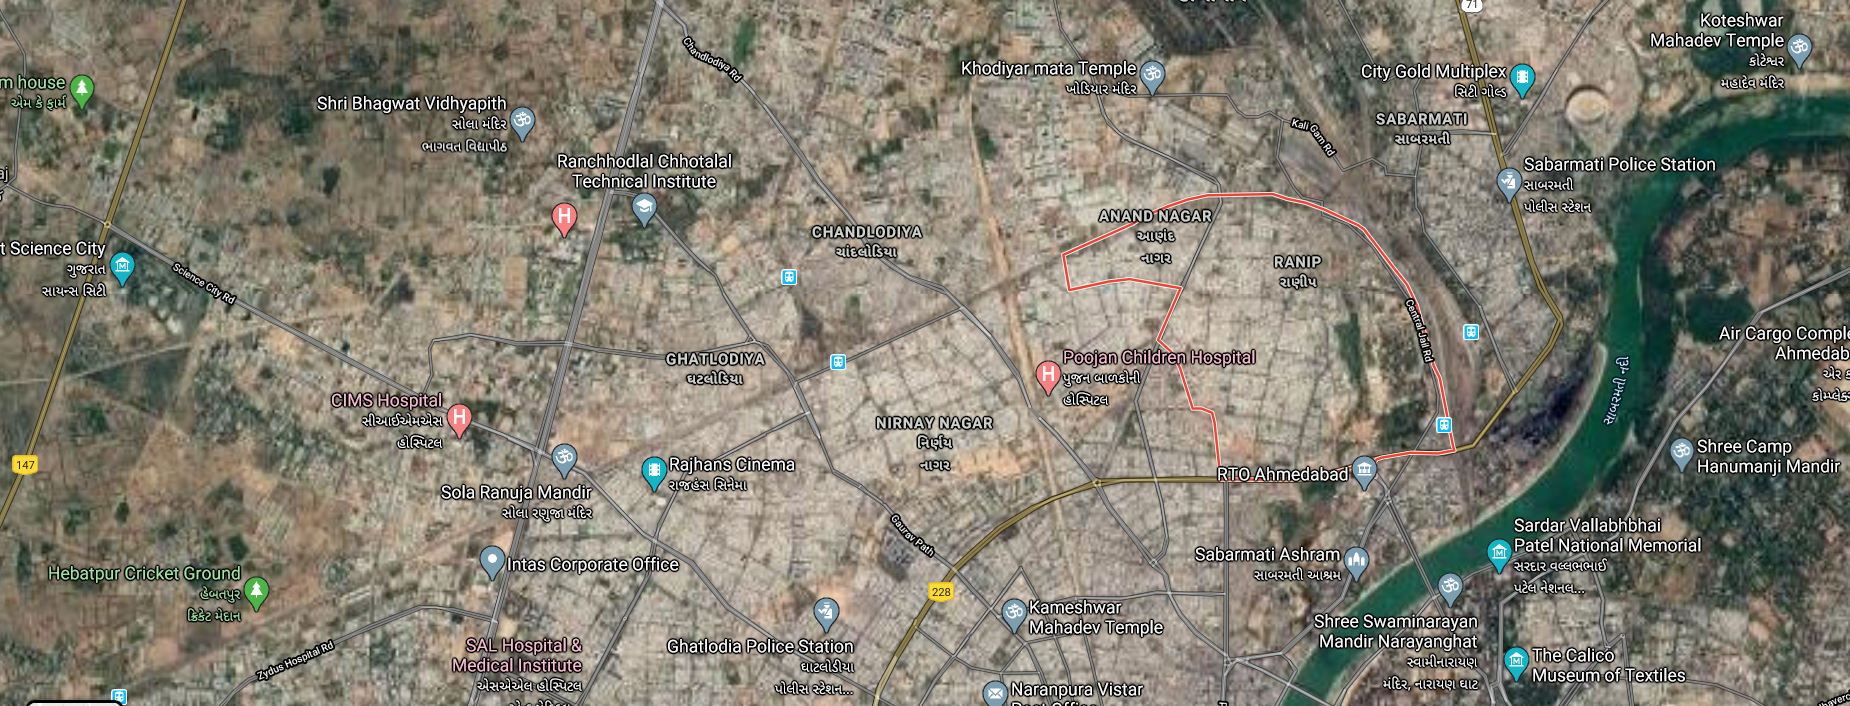 71
Koteshwar
Mahadev Temple
કોટેશ્વર
મહાદેવ મંદિર
Chandlodiya Rd
Khodiyar mata Temple
ખોડિયાર મંદિર
City Gold Multiplex
સિટી ગોલ્ડ
m house
એમ કે ફાર્મ
Shri Bhagwat Vidhyapith
સોલા મંદિર
ભાગવત વિદ્યાપીઠ
SABARMATI
સાબરમતી
Kali Gam Rd
Ranchhodlal Chhotalal
Technical Institute
Sabarmati Police Station
સાબરમતી
પોલીસ સ્ટેશન
H
ANAND NAGAR
આણંદ
નાગર
CHANDLODIYA
ચાંદલોડિયા
t Science City
ગુજરાત
સાયન્સ સિટી
Science City Rd
RANIP
રાણીપ
Central Jail Rd
Air Cargo Comple
Ahmedab
એર ક
કોમ્પ્લેક્સ
GHATLODIYA
ઘટલોડિયા
H
Poojan Children Hospital
પુજન બાળકોની
હોસ્પિટલ
સાબરમતી નદી
CIMS Hospital
સીઆઈએમએસ
હોસ્પિટલ
H
NIRNAY NAGAR
નિર્ણય
નાગર
147
Rajhans Cinema
રાજહંસ સિનેમા
RTO Ahmedabad
Shree Camp
Hanumanji Mandir
Sola Ranuja Mandir
સોલા રણુજા મંદિર
Gaurav Path
Sardar Vallabhbhai
Patel National Memorial
સરદાર વલ્લભભાઈ
પટેલ નેશનલ...
Intas Corporate Office
Sabarmati Ashram
સાબરમતી આશ્રમ
Hebatpur Cricket Ground
હેબતપુર
ક્રિકેટ મેદાન
228
Kameshwar
Mahadev Temple
Shree Swaminarayan
Mandir Narayanghat
સ્વામીનારાયણ
મંદિર, નારાયણ ઘાટ
Zydus Hospital Rd
SAL Hospital &
Medical Institute
એસએએલ હોસ્પિટલ
Ghatlodia Police Station
ઘાટલોડીયા
પોલીસ સ્ટેશન...
The Calico
Museum of Textiles
Naranpura Vistar